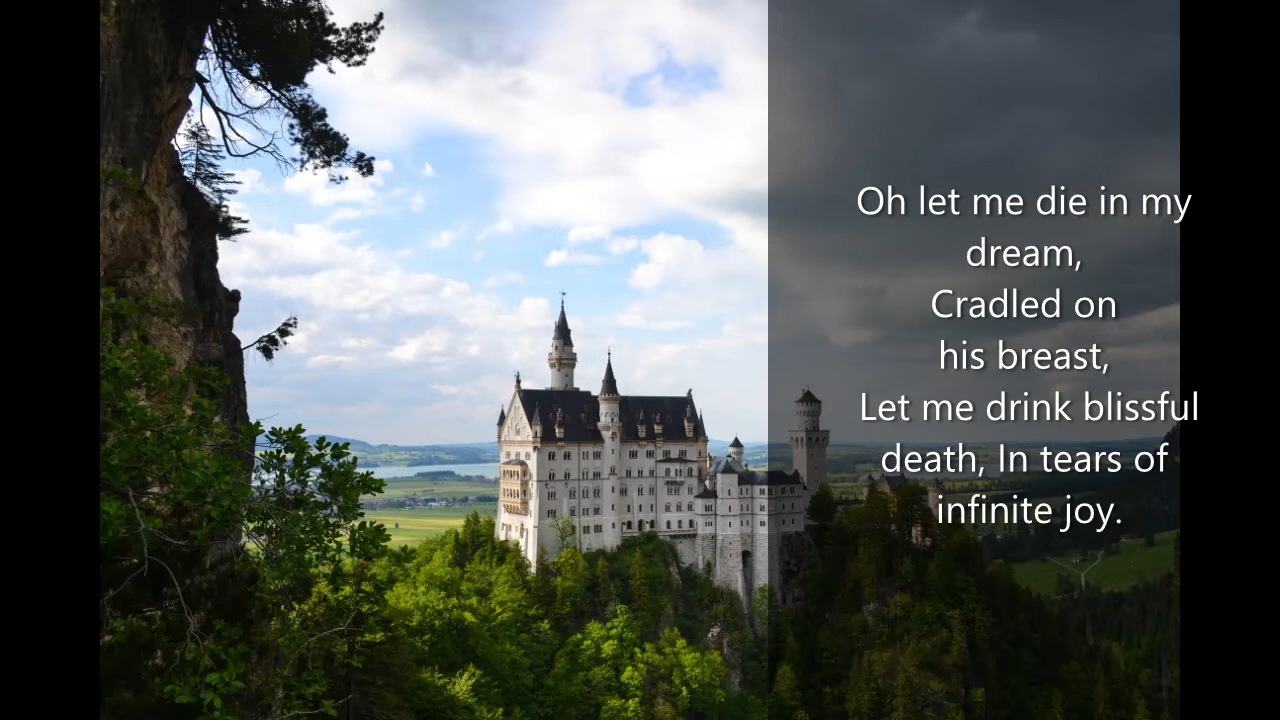 Oh let me die in my
dream,
Cradled on
his breast,
Let me drink blissful
death, In tears of
infinite joy.